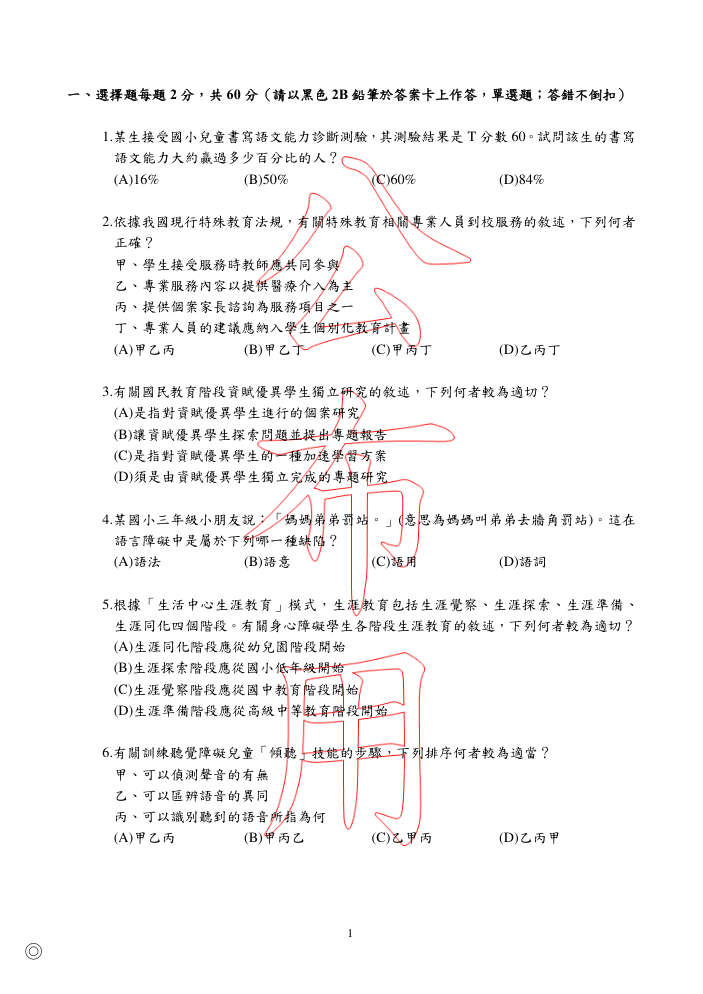 一、選擇題每題 2 分，共 60 分（請以黑色 2B 鉛筆於答案卡上作答，單選題；答錯不倒扣）
1.某生接受國小兒童書寫語文能力診斷測驗，其測驗結果是 T 分數 60。試問該生的書寫
語文能力大約贏過多少百分比的人？
(A)16% (B)50% (C)60% (D)84%
2.依據我國現行特殊教育法規，有關特殊教育相關專業人員到校服務的敘述，下列何者
正確？
甲、學生接受服務時教師應共同參與
乙、專業服務內容以提供醫療介入為主
丙、提供個案家長諮詢為服務項目之一
丁、專業人員的建議應納入學生個別化教育計畫
(A)甲乙丙 (B)甲乙丁 (C)甲丙丁 (D)乙丙丁
3.有關國民教育階段資賦優異學生獨立研究的敘述，下列何者較為適切？
(A)是指對資賦優異學生進行的個案研究
(B)讓資賦優異學生探索問題並提出專題報告
(C)是指對資賦優異學生的一種加速學習方案
(D)須是由資賦優異學生獨立完成的專題研究
4.某國小三年級小朋友說：「媽媽弟弟罰站。」(意思為媽媽叫弟弟去牆角罰站)。這在
語言障礙中是屬於下列哪一種缺陷？
(A)語法 (B)語意 (C)語用 (D)語詞
5.根據「生活中心生涯教育」模式，生涯教育包括生涯覺察、生涯探索、生涯準備、
生涯同化四個階段。有關身心障礙學生各階段生涯教育的敘述，下列何者較為適切？
(A)生涯同化階段應從幼兒園階段開始
(B)生涯探索階段應從國小低年級開始
(C)生涯覺察階段應從國中教育階段開始
(D)生涯準備階段應從高級中等教育階段開始
6.有關訓練聽覺障礙兒童「傾聽」技能的步驟，下列排序何者較為適當？
甲、可以偵測聲音的有無
乙、可以區辨語音的異同
丙、可以識別聽到的語音所指為何
(A)甲乙丙 (B)甲丙乙 (C)乙甲丙 (D)乙丙甲
公布用
1